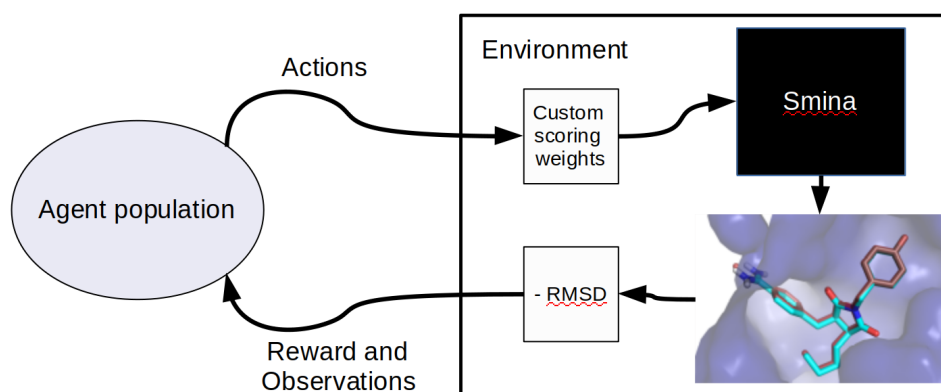 Environment
Actions
Custom
scoring
weights
Smina
Agent population
- RMSD
Reward and
Observations